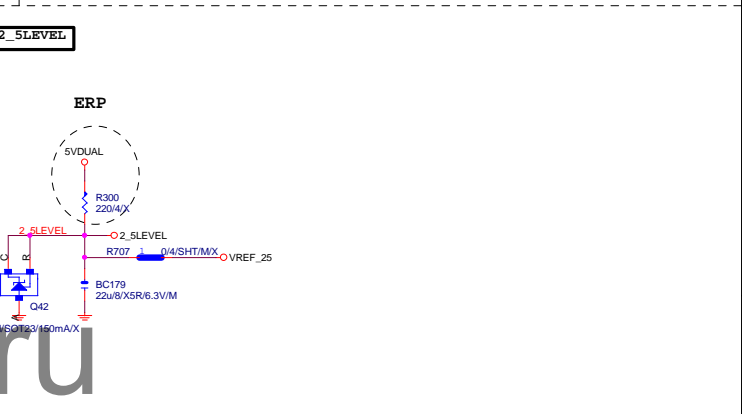 2_5LEVEL
ERP
5VDUAL
R300
220/4/X
2_5LEVEL
2_5LEVEL
R707 1 0/4/SHT/M/X
VREF_25
C
R
BC179
22u/8/X5R/6.3V/M
Q42
A
/SOT23/150mA/X
ru